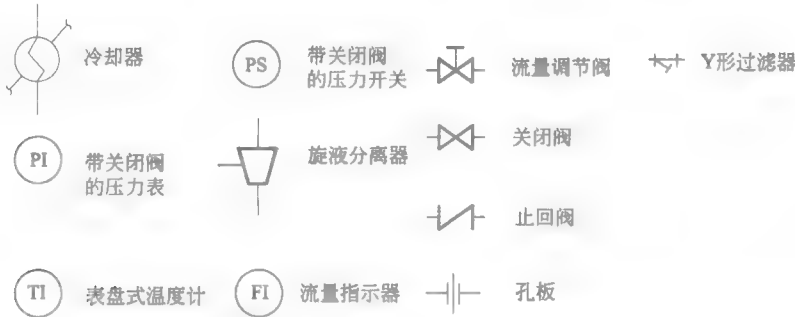 冷却器
PS
带关闭阀
的压力开关
流量调节阀
Y形过滤器
PI
带关闭阀
的压力表
旋液分离器
关闭阀
止回阀
TI
表盘式温度计
FI
流量指示器
孔板